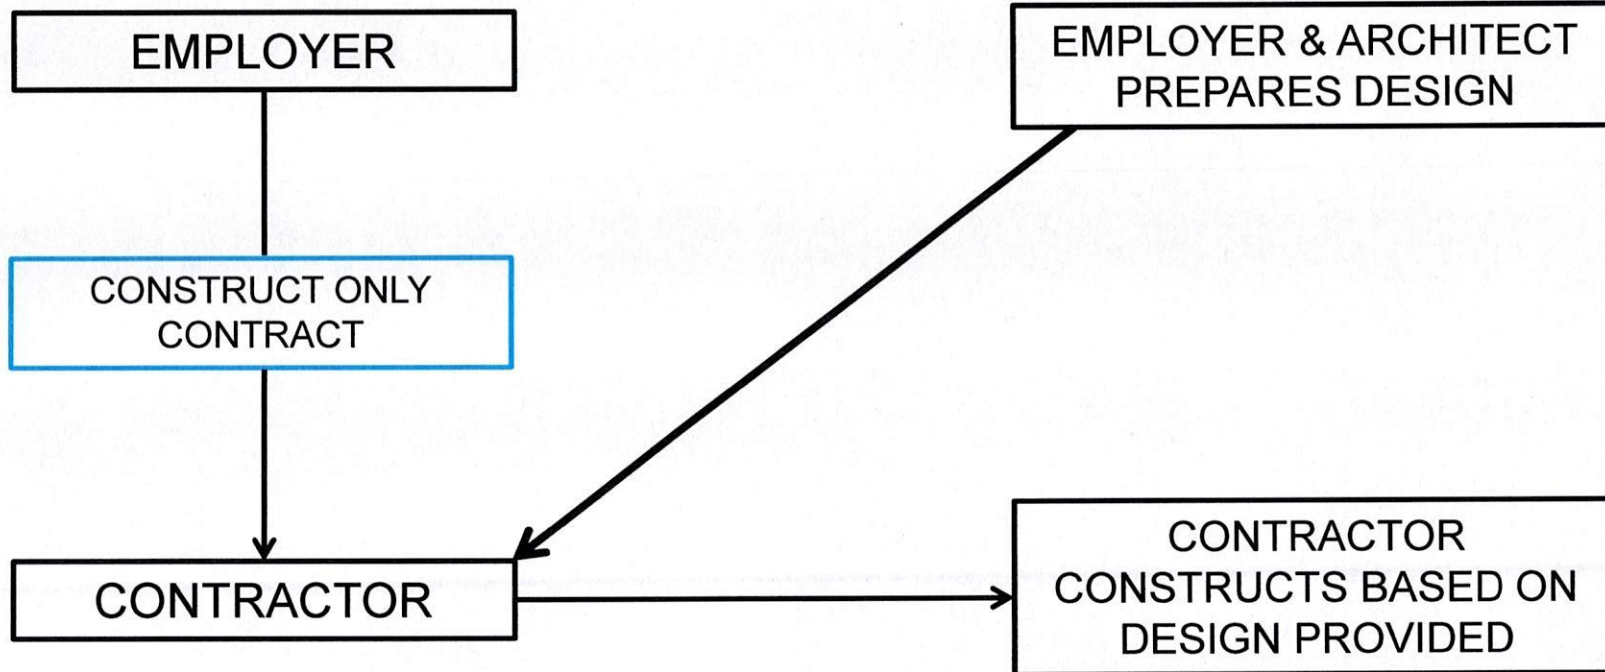 EMPLOYER
EMPLOYER & ARCHITECT
PREPARES DESIGN
CONSTRUCT ONLY
CONTRACT
CONTRACTOR
CONTRACTOR
CONSTRUCTS BASED ON
DESIGN PROVIDED